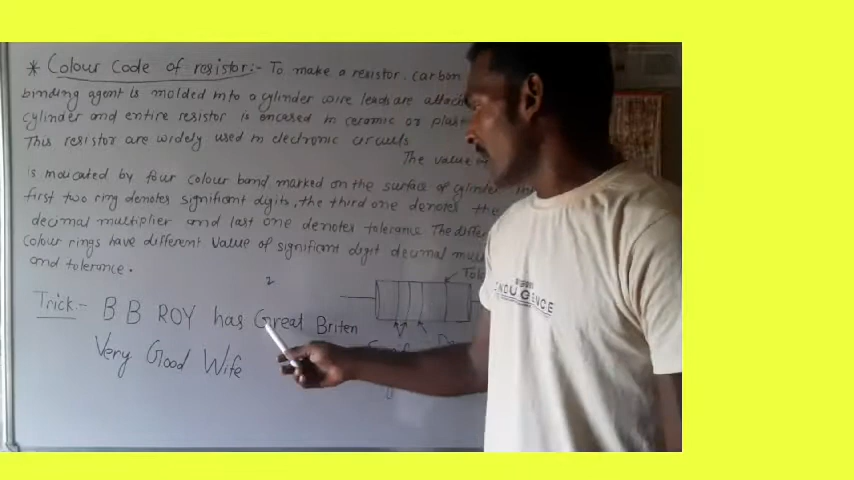 * Colour Code of resistor:- To make a resistor. carbon
binding agent is molded into a cylinder wire leads are attach
cylinder and entire resistor is encased in ceramic or plast
This resistor are widely used in electronic circuits
The value
is indicated by four colour band marked on the surface of cylinder
first two ring denotes significant digits, the third one denotes the
decimal multiplier and last one denotes tolerance The diffe
Colour rings have different Value of significant digit decimal mul
and tolerance.
2
Tol
Trick:- B B ROY has Great Briten
Very Good Wife
INDUGENCE